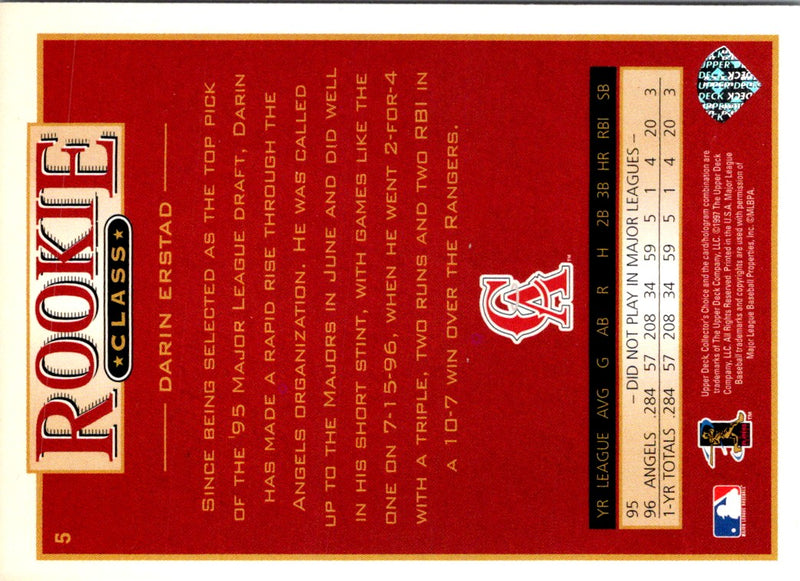 5
ROOKIE
★CLASS★
DARIN ERSTAD
SINCE BEING SELECTED AS THE TOP PICK
OF THE '95 MAJOR LEAGUE DRAFT, DARIN
HAS MADE A RAPID RISE THROUGH THE
ANGELS ORGANIZATION. HE WAS CALLED
UP TO THE MAJORS IN JUNE AND DID WELL
IN HIS SHORT STINT, WITH GAMES LIKE THE
ONE ON 7-15-96, WHEN HE WENT 2-FOR-4
WITH A TRIPLE, TWO RUNS AND TWO RBI IN
A 10-7 WIN OVER THE RANGERS.
CA™
YR LEAGUE AVG G AB R H 2B 3B HR RBI SB
95 – DID NOT PLAY IN MAJOR LEAGUES –
96 ANGELS .284 57 208 34 59 5 1 4 20 3
1-YR TOTALS .284 57 208 34 59 5 1 4 20 3
Upper Deck, Collector's Choice and the card/hologram combination are
trademarks of The Upper Deck Company, LLC. ©1997 The Upper Deck
Company, LLC. All Rights Reserved. Printed in the U.S.A. Major League
Baseball trademarks and copyrights are used with permission of
Major League Baseball Properties, Inc. ©MLBPA.
MAJOR LEAGUE BASEBALL
UPPER DECK